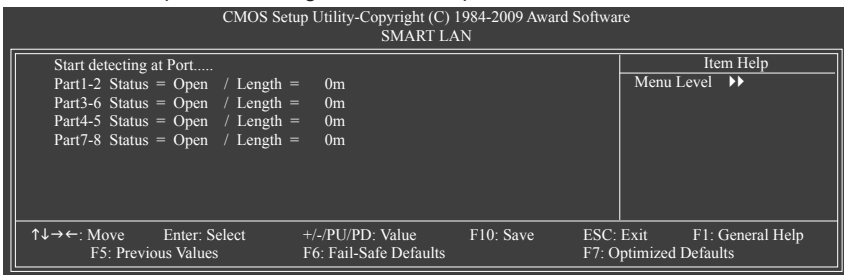 CMOS Setup Utility-Copyright (C) 1984-2009 Award Software
SMART LAN
Start detecting at Port.....
Part1-2 Status = Open / Length = 0m
Part3-6 Status = Open / Length = 0m
Part4-5 Status = Open / Length = 0m
Part7-8 Status = Open / Length = 0m
Item Help
Menu Level ▶▶
↑↓→←: Move Enter: Select +/-/PU/PD: Value F10: Save ESC: Exit F1: General Help
F5: Previous Values F6: Fail-Safe Defaults F7: Optimized Defaults